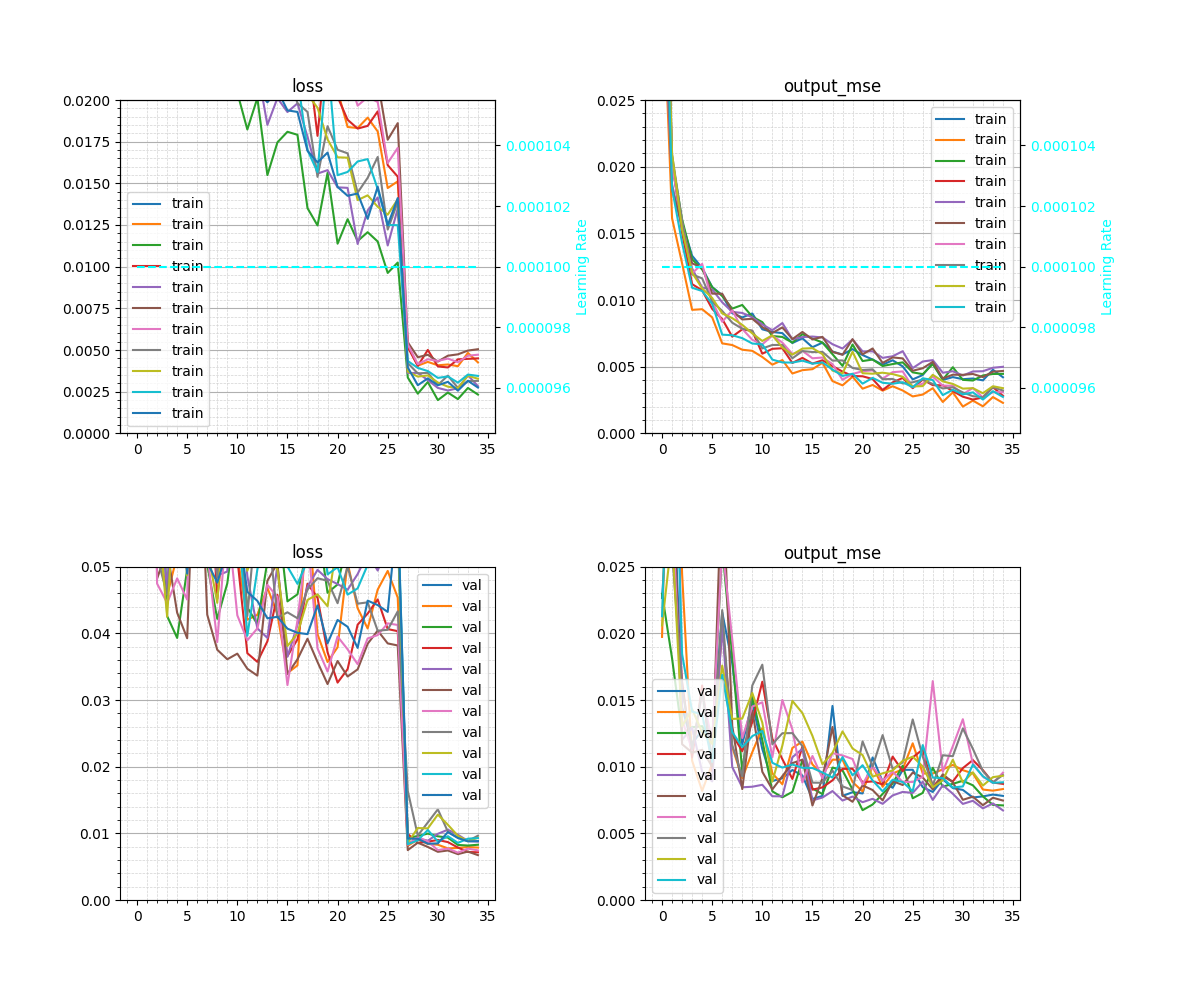 loss
0.0200
0.0175
0.0150
0.0125
0.0100
0.0075
0.0050
0.0025
0.0000
train
train
train
train
train
train
train
train
train
train
train
0.000104
0.000102
0.000100
0.000098
0.000096
Learning Rate
0 5 10 15 20 25 30 35
output_mse
0.025
0.020
0.015
0.010
0.005
0.000
train
train
train
train
train
train
train
train
train
train
0.000104
0.000102
0.000100
0.000098
0.000096
Learning Rate
0 5 10 15 20 25 30 35
loss
0.05
0.04
0.03
0.02
0.01
0.00
val
val
val
val
val
val
val
val
val
val
val
0 5 10 15 20 25 30 35
output_mse
0.025
0.020
0.015
0.010
0.005
0.000
val
val
val
val
val
val
val
val
val
val
0 5 10 15 20 25 30 35